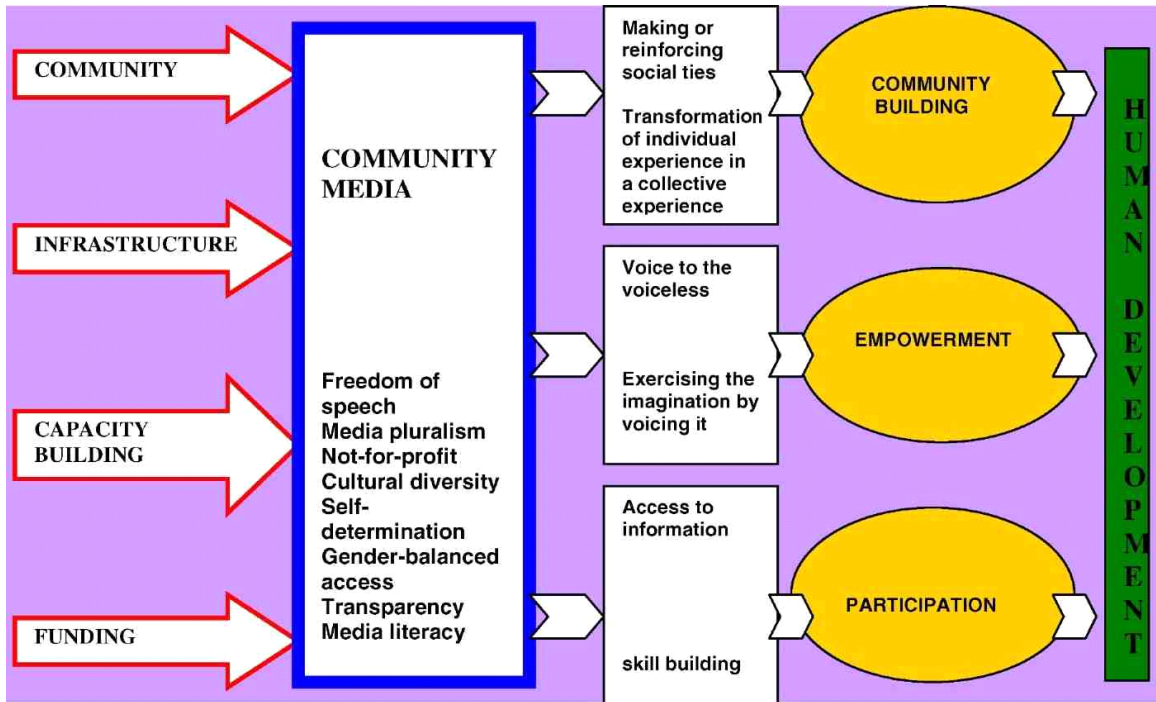 COMMUNITY
INFRASTRUCTURE
CAPACITY
BUILDING
FUNDING
COMMUNITY
MEDIA
Freedom of
speech
Media pluralism
Not-for-profit
Cultural diversity
Self-
determination
Gender-balanced
access
Transparency
Media literacy
Making or
reinforcing
social ties
Transformation
of individual
experience in
a collective
experience
Voice to the
voiceless
Exercising the
imagination by
voicing it
Access to
information
skill building
COMMUNITY
BUILDING
EMPOWERMENT
PARTICIPATION
HUMAN DEVELOPMENT